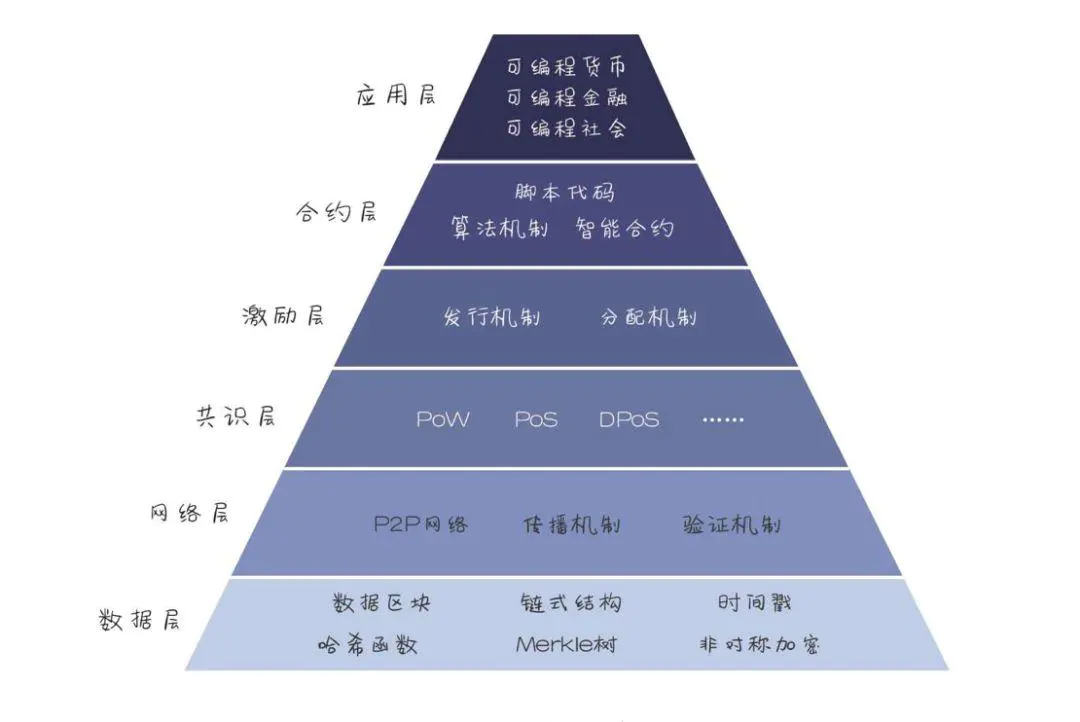 应用层
可编程货币
可编程金融
可编程社会
合约层
脚本代码
算法机制 智能合约
激励层
发行机制 分配机制
共识层
PoW PoS DPoS ……
网络层
P2P网络 传播机制 验证机制
数据层
数据区块 链式结构 时间戳
哈希函数 Merkle树 非对称加密